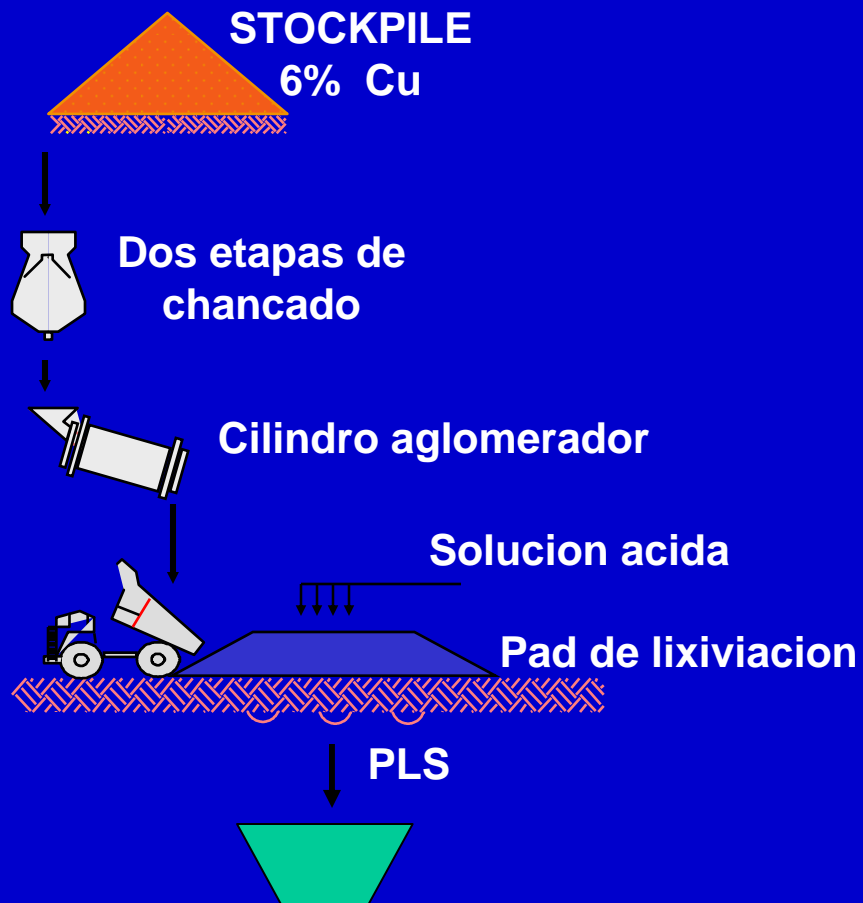 STOCKPILE
6% Cu
Dos etapas de
chancado
Cilindro aglomerador
Solucion acida
Pad de lixiviacion
PLS